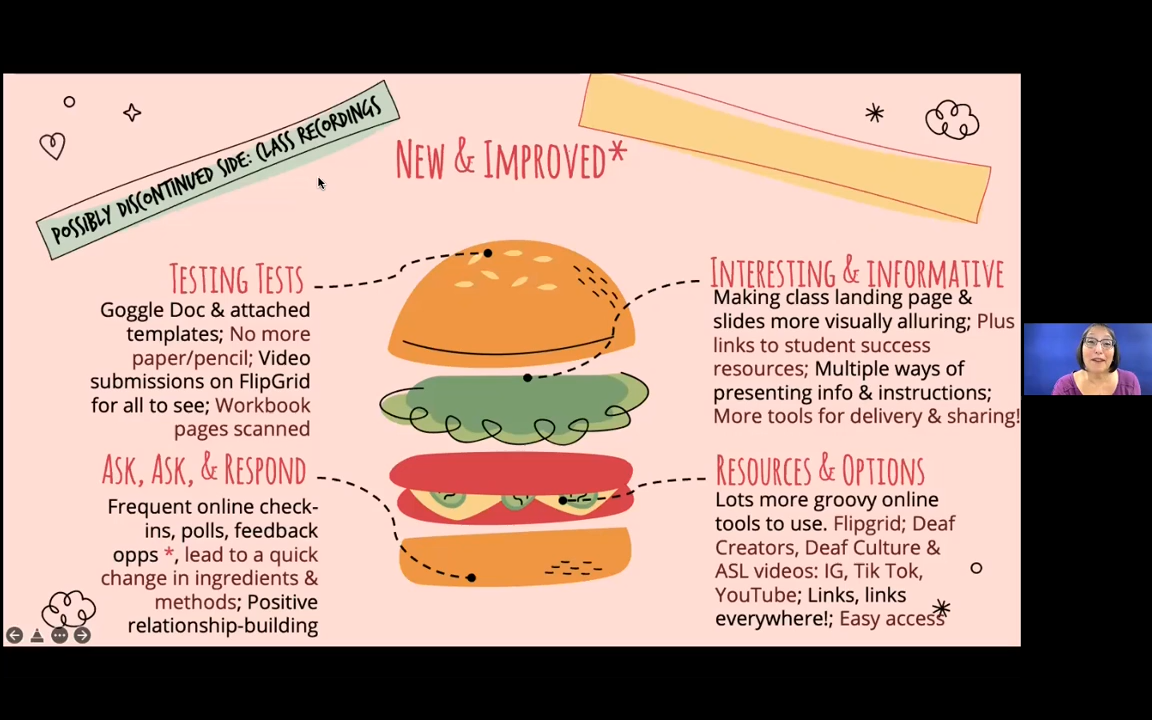 POSSIBLY DISCONTINUED SIDE: CLASS RECORDINGS
NEW & IMPROVED*
TESTING TESTS
Goggle Doc & attached
templates; No more
paper/pencil; Video
submissions on FlipGrid
for all to see; Workbook
pages scanned
INTERESTING & INFORMATIVE
Making class landing page &
slides more visually alluring; Plus
links to student success
resources; Multiple ways of
presenting info & instructions;
More tools for delivery & sharing!
ASK, ASK, & RESPOND
Frequent online check-
ins, polls, feedback
opps *, lead to a quick
change in ingredients &
methods; Positive
relationship-building
RESOURCES & OPTIONS
Lots more groovy online
tools to use. Flipgrid; Deaf
Creators, Deaf Culture &
ASL videos: IG, Tik Tok,
YouTube; Links, links
everywhere!; Easy access